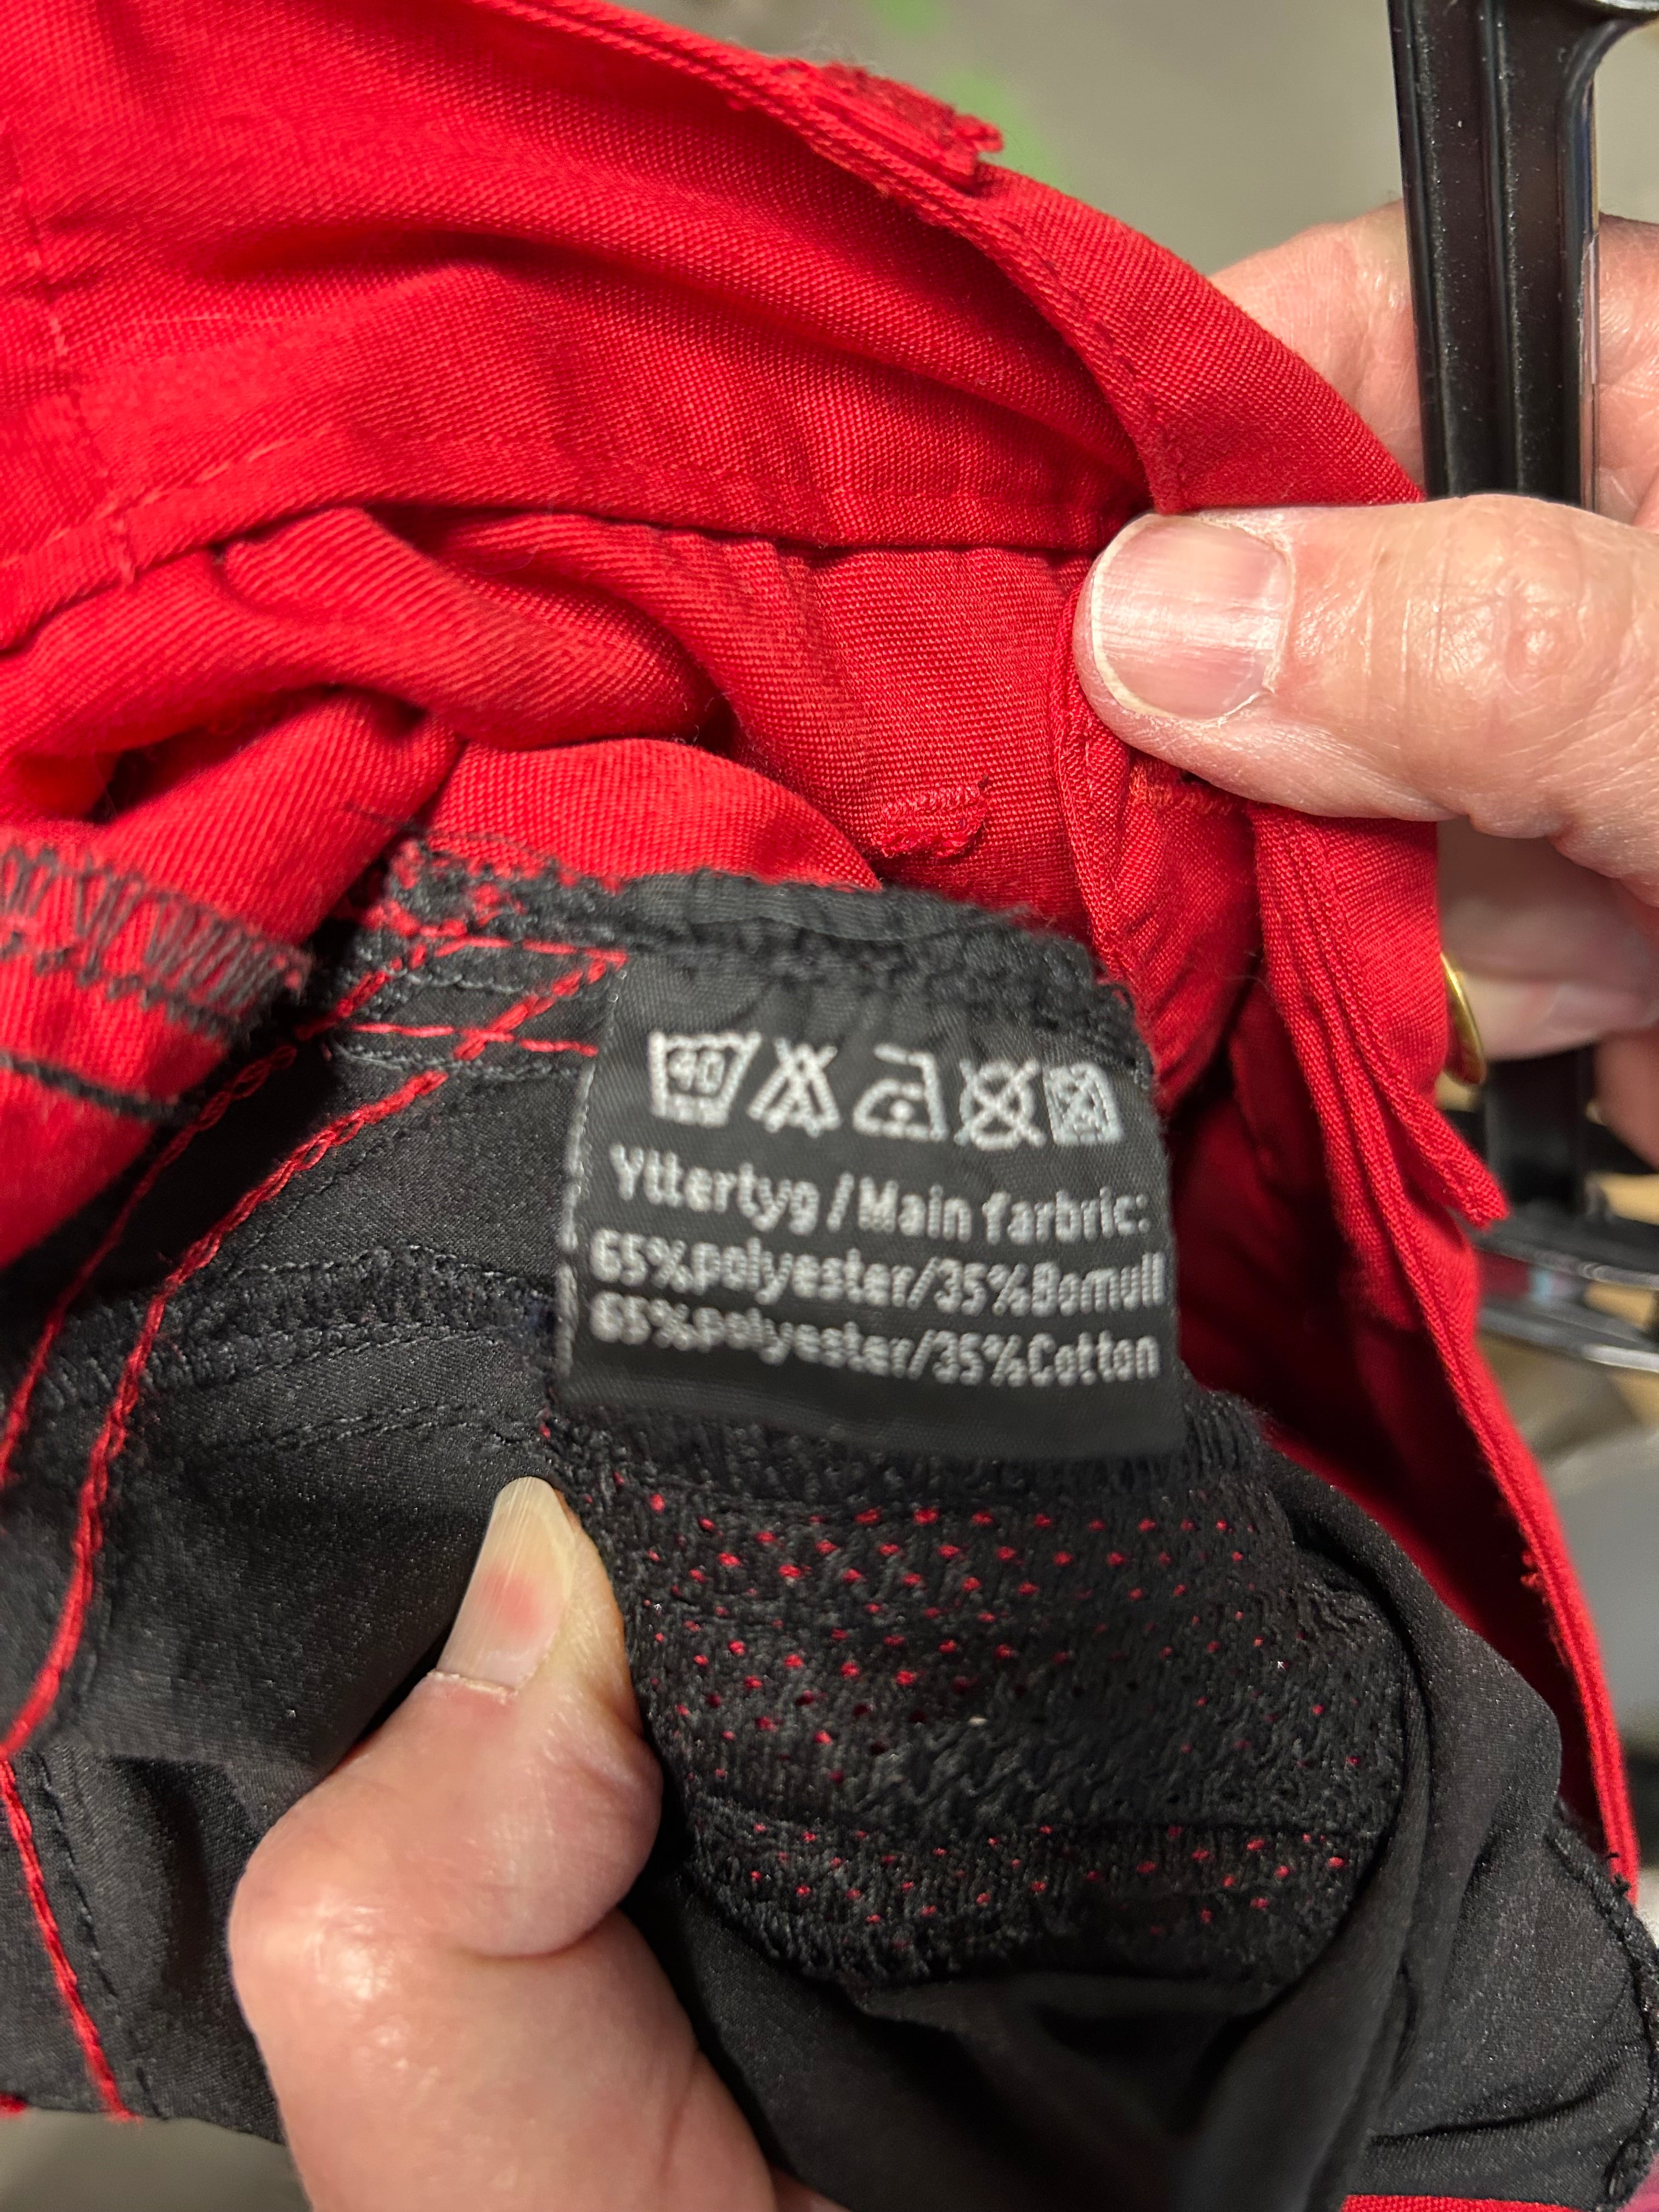 40
Yttertyg / Main farbric:
65%polyester/35%Bomull
65%polyester/35%Cotton